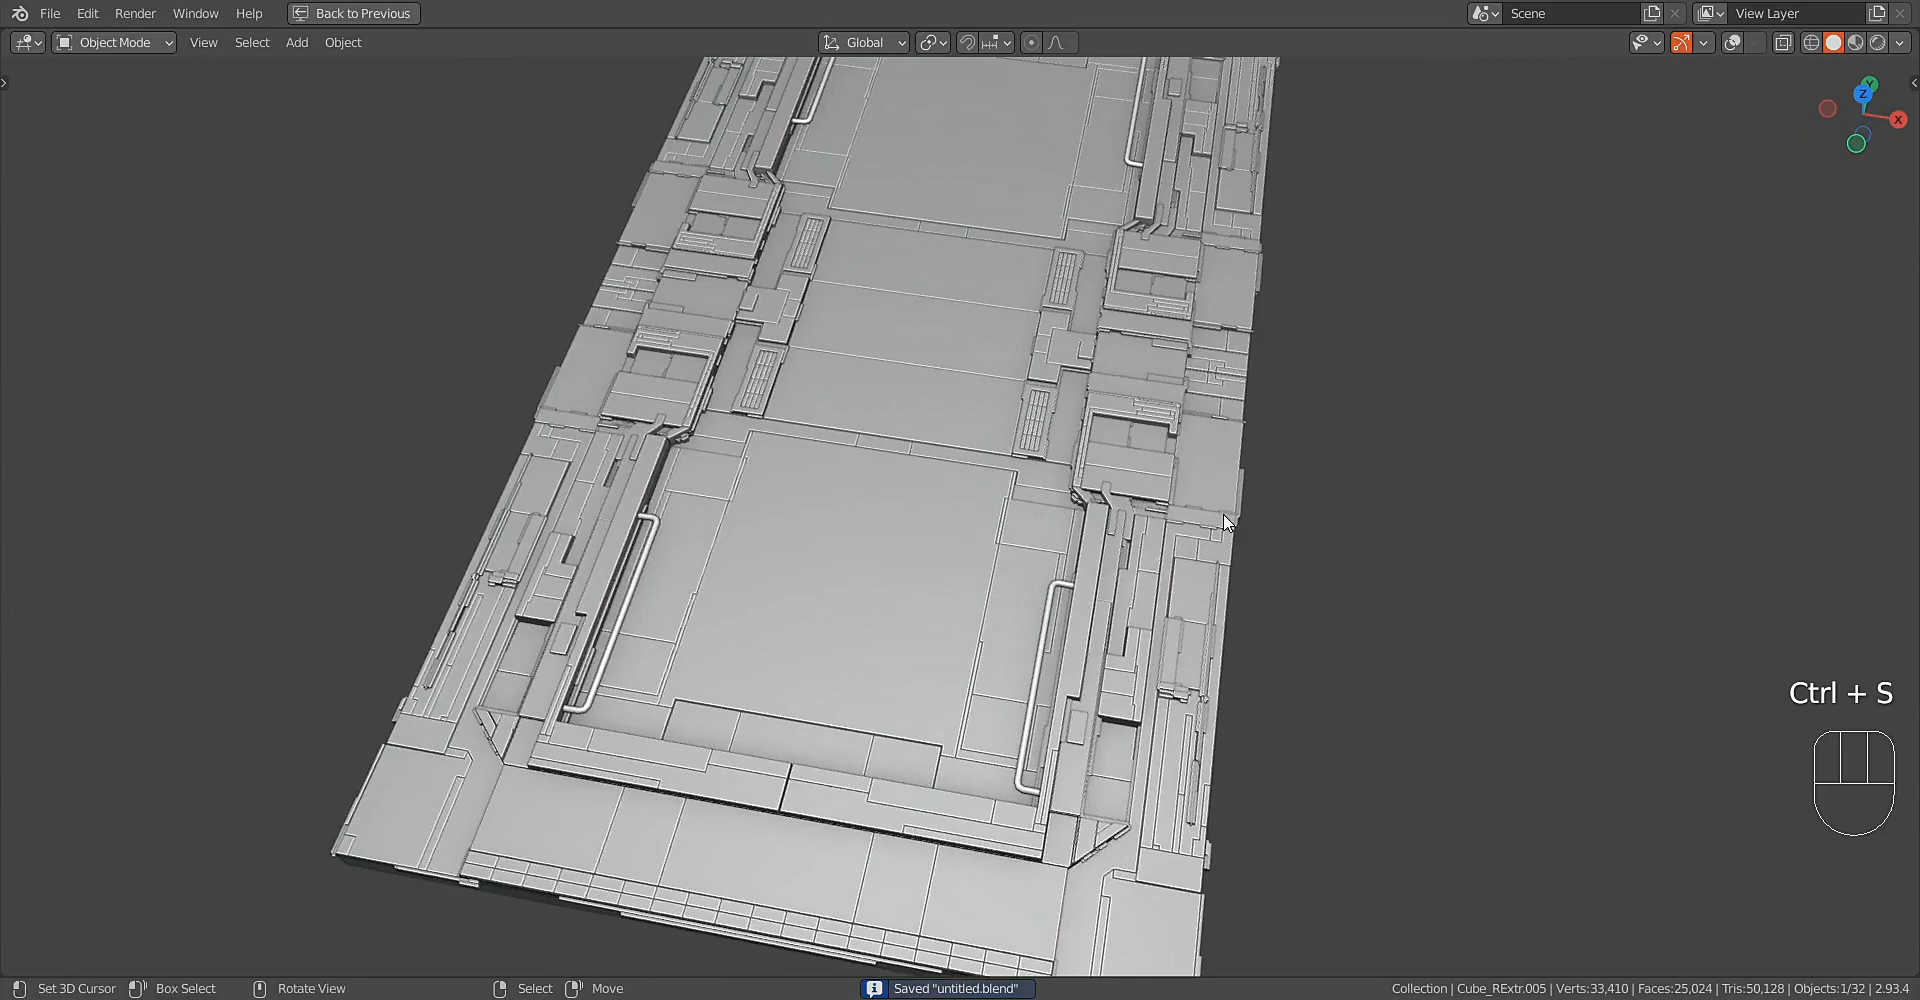 File Edit Render Window Help Back to Previous Scene View Layer
Object Mode View Select Add Object Global
Y
Z
X
Ctrl + S
Set 3D Cursor Box Select Rotate View Select Move Saved "untitled.blend" Collection | Cube_RExtr.005 | Verts:33,410 | Faces:25,024 | Tris:50,128 | Objects:1/32 | 2.93.4